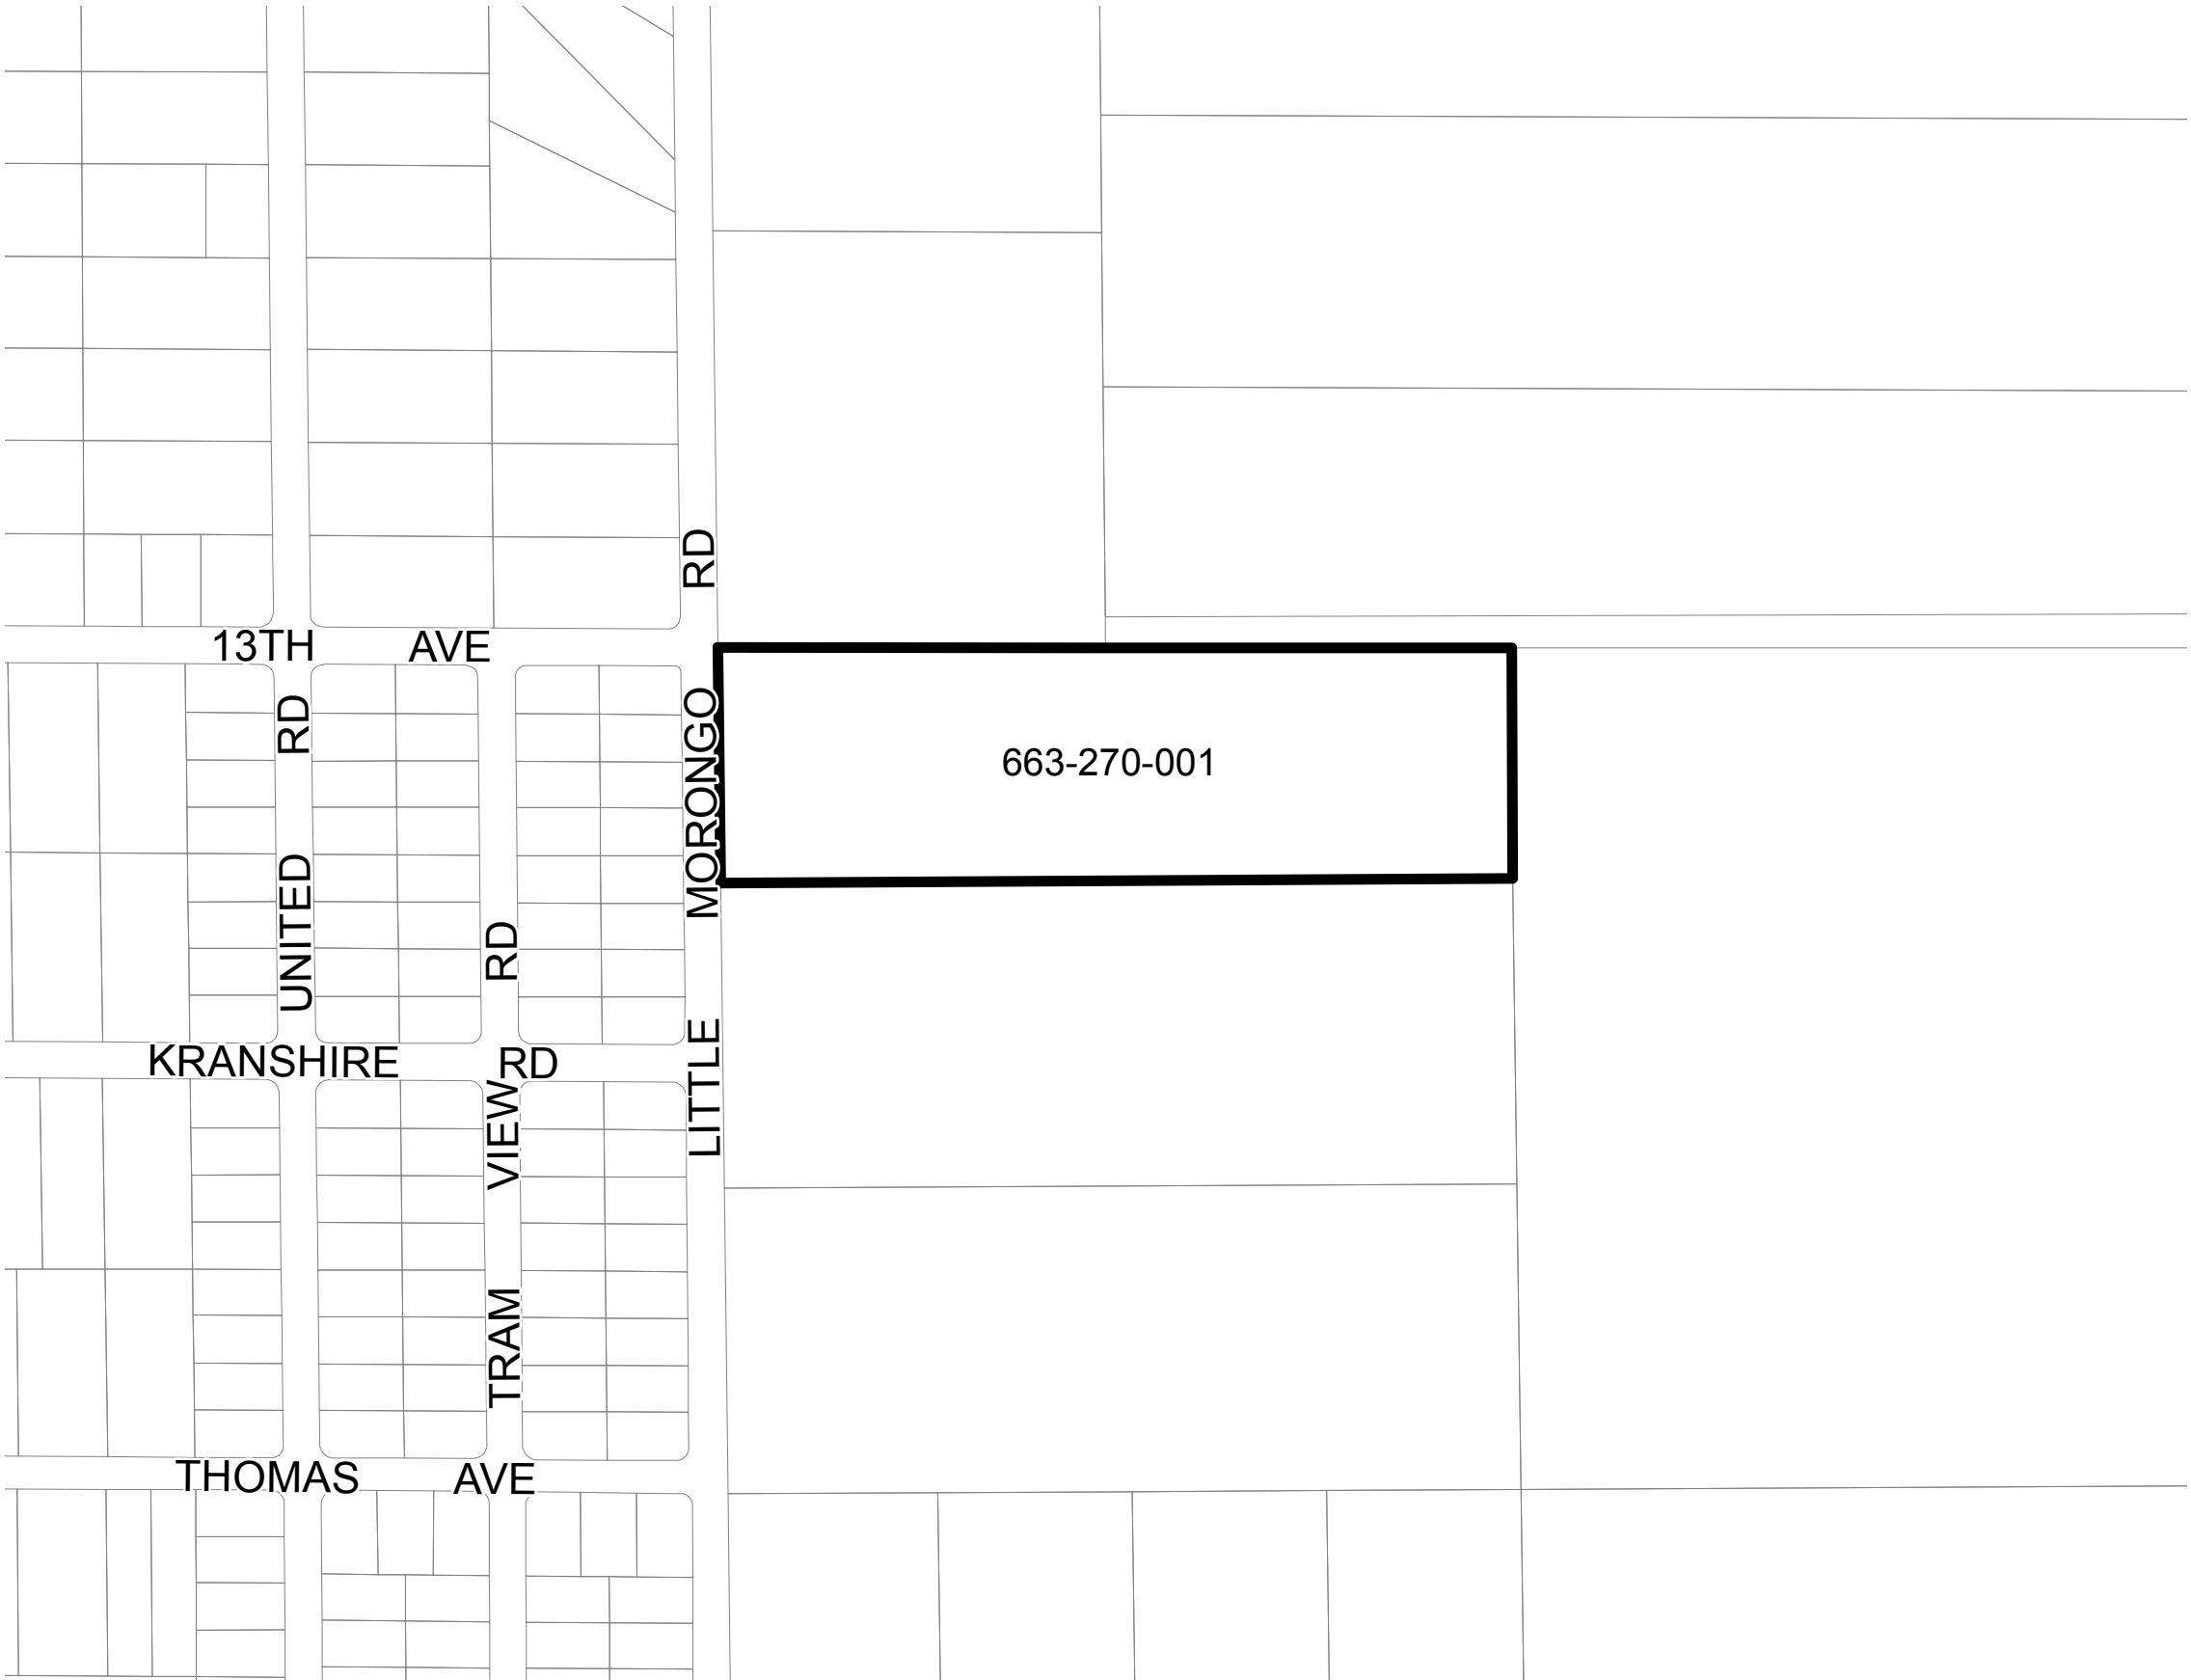 13TH AVE
UNITED RD
LITTLE MORONGO RD
663-270-001
KRANSHIRE RD
TRAM VIEW RD
THOMAS AVE